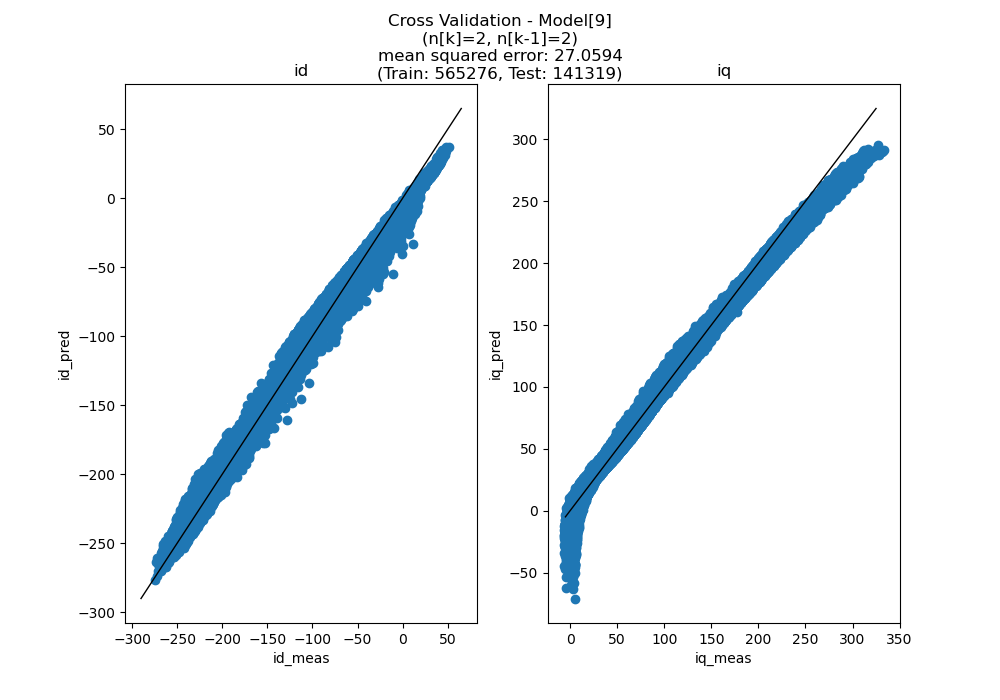 Cross Validation - Model[9]
(n[k]=2, n[k-1]=2)
mean squared error: 27.0594
(Train: 565276, Test: 141319)
id
iq
50
0
−50
−100
−150
−200
−250
−300
id_pred
−300 −250 −200 −150 −100 −50 0 50
id_meas
300
250
200
150
100
50
0
−50
iq_pred
0 50 100 150 200 250 300 350
iq_meas